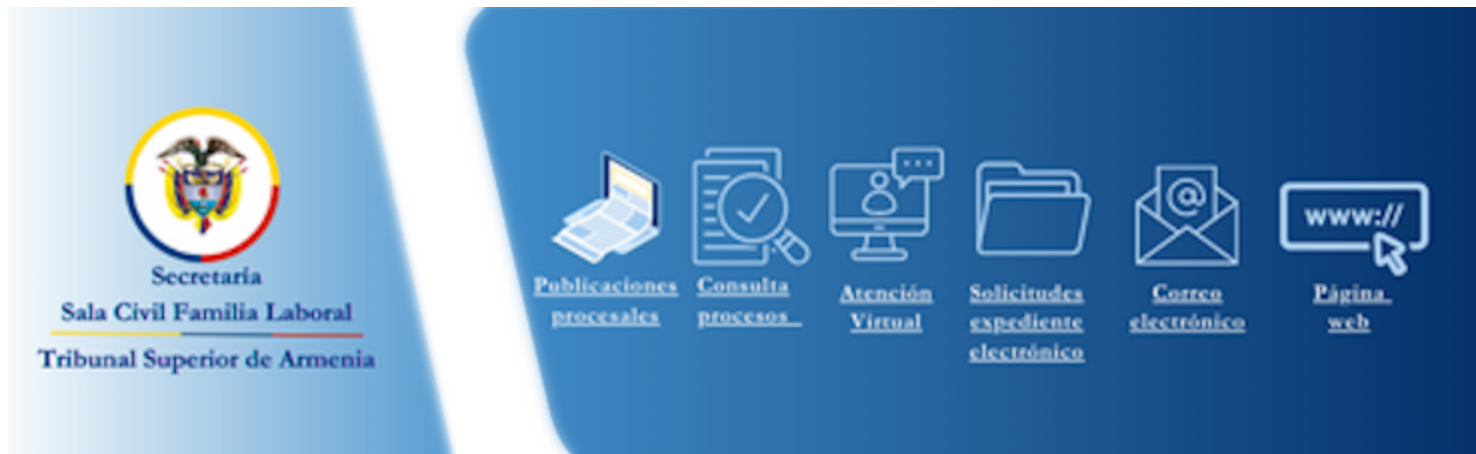 Secretaría
Sala Civil Familia Laboral
Tribunal Superior de Armenia
Publicaciones
procesales
Consulta
procesos
Atención
Virtual
Solicitudes
expediente
electrónico
@
Correo
electrónico
www://
Página
web